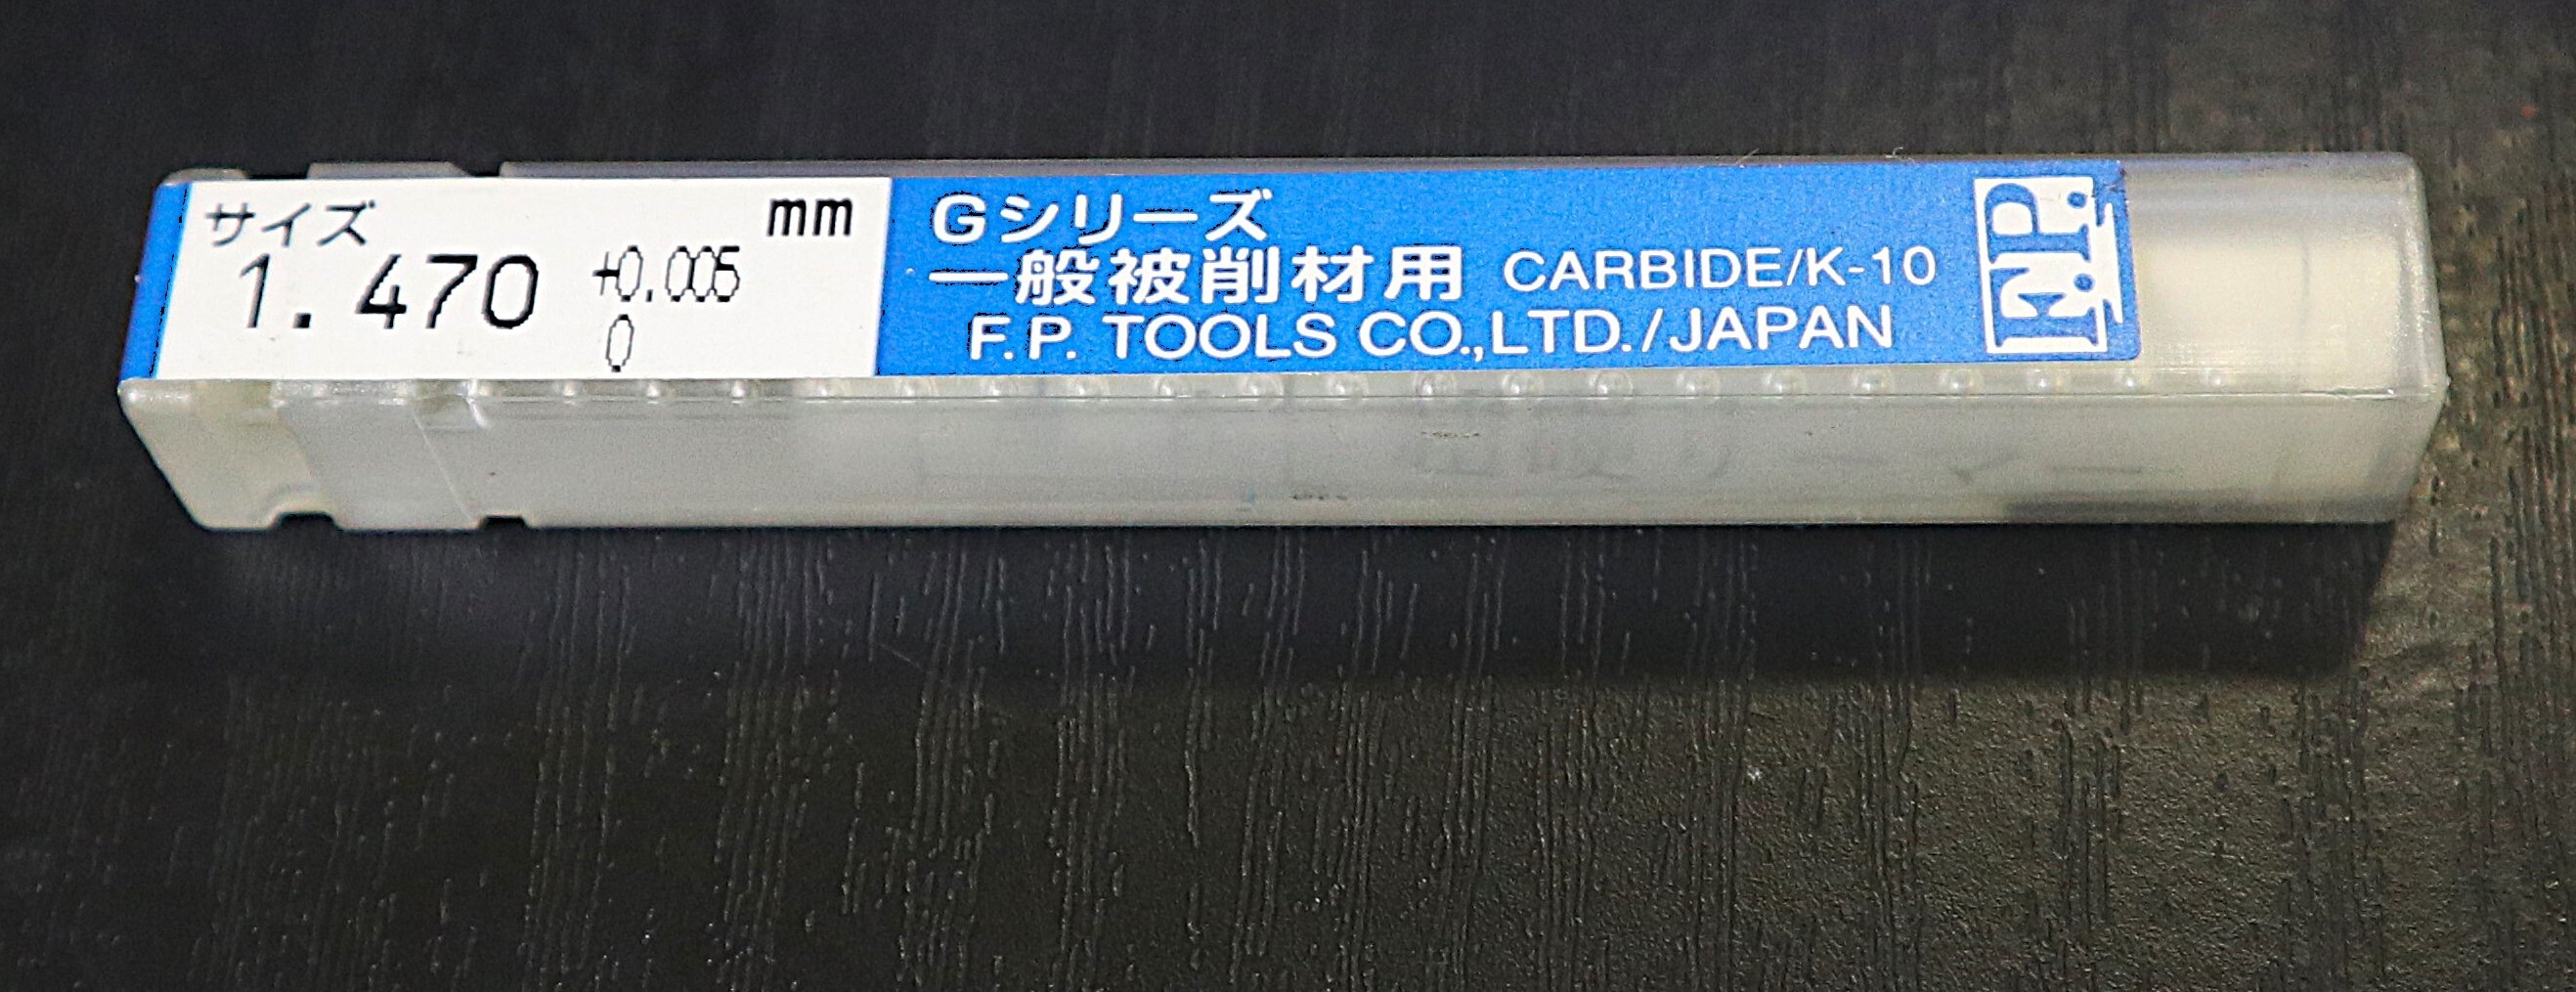 サイズ mm
1.470 +0.005
0
Gシリーズ
一般被削材用 CARBIDE/K-10
F.P. TOOLS CO.,LTD./JAPAN
F.P.